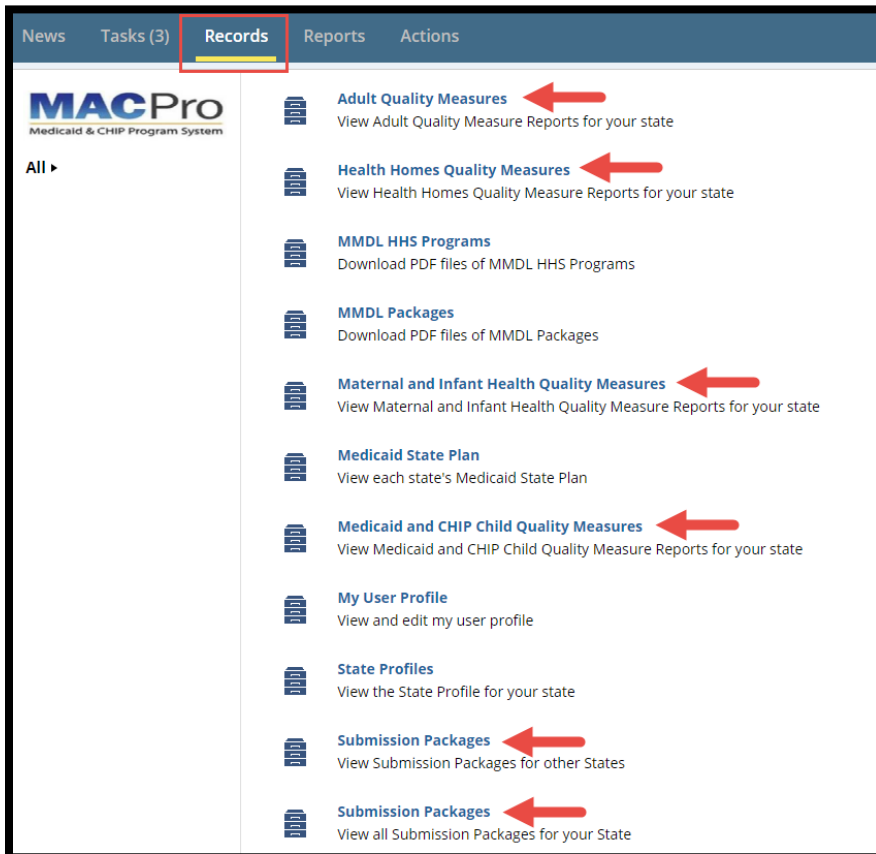 News Tasks (3) Records Reports Actions
MACPro
Medicaid & CHIP Program System
All
Adult Quality Measures
View Adult Quality Measure Reports for your state
Health Homes Quality Measures
View Health Homes Quality Measure Reports for your state
MMDL HHS Programs
Download PDF files of MMDL HHS Programs
MMDL Packages
Download PDF files of MMDL Packages
Maternal and Infant Health Quality Measures
View Maternal and Infant Health Quality Measure Reports for your state
Medicaid State Plan
View each state's Medicaid State Plan
Medicaid and CHIP Child Quality Measures
View Medicaid and CHIP Child Quality Measure Reports for your state
My User Profile
View and edit my user profile
State Profiles
View the State Profile for your state
Submission Packages
View Submission Packages for other States
Submission Packages
View all Submission Packages for your State